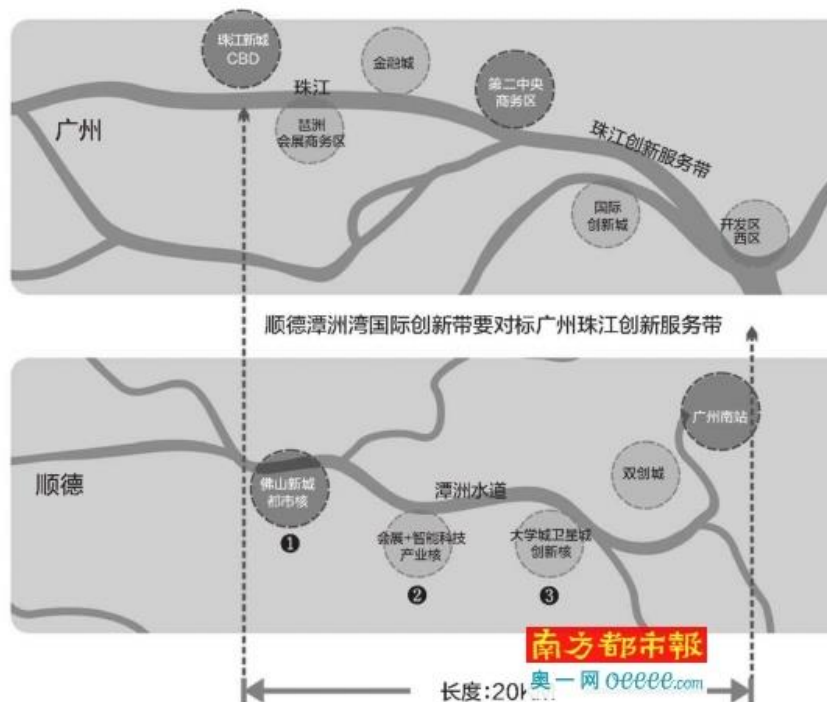 珠江新城
CBD
金融城
第二中央
商务区
珠江
琶洲
会展商务区
广州
珠江创新服务带
国际
创新城
开发区
西区
顺德潭洲湾国际创新带要对标广州珠江创新服务带
广州南站
双创城
顺德
佛山新城
都市核
潭洲水道
会展+智能科技
产业核
大学城卫星城
创新核
❶
❷
❸
南方都市報
奥一网 oeeee.com
长度:20km